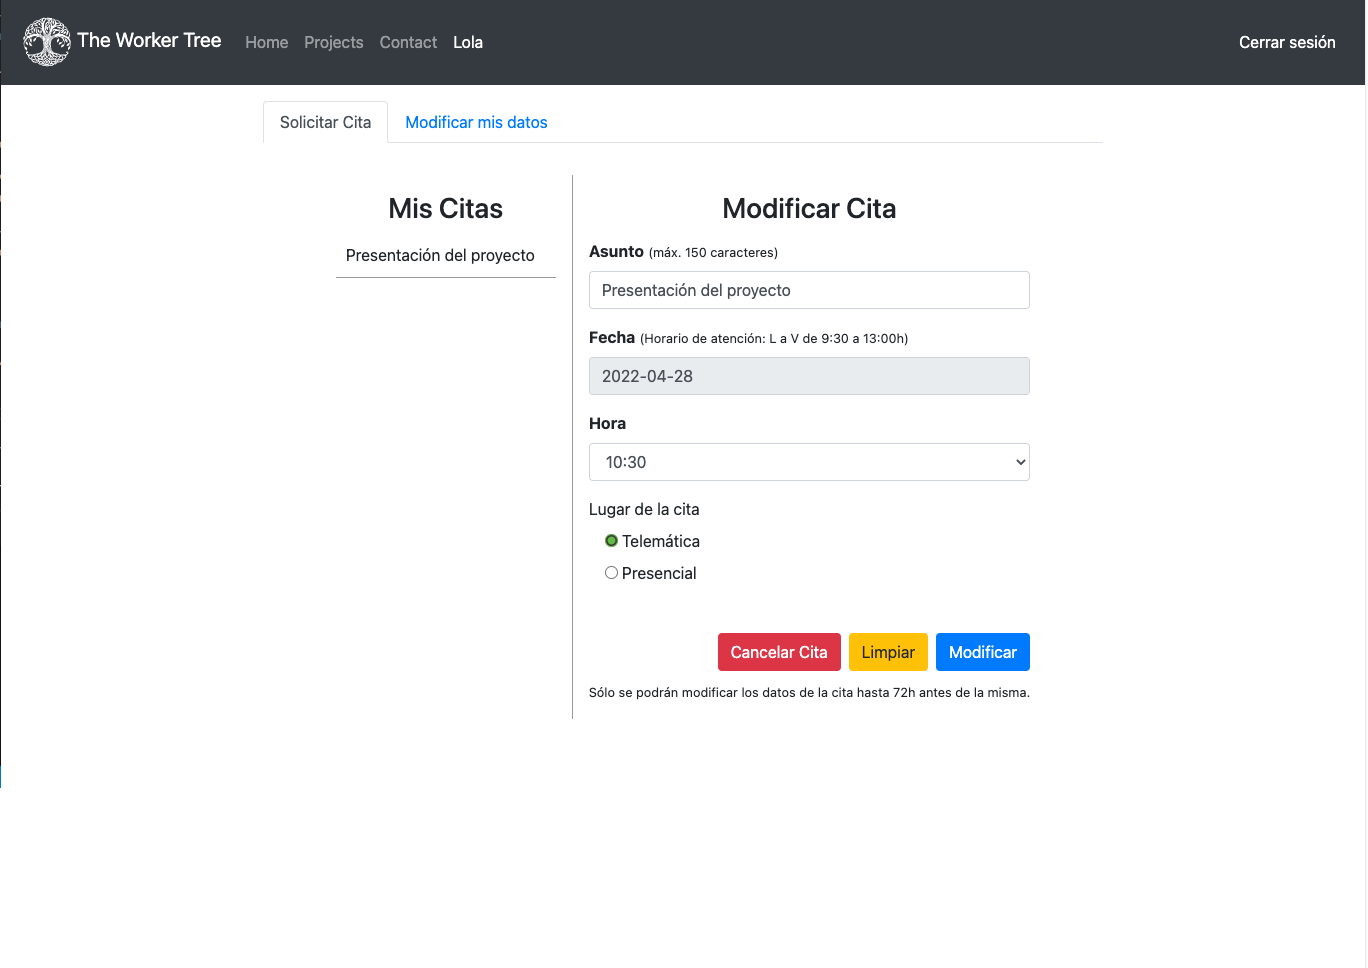 The Worker Tree Home Projects Contact Lola Cerrar sesión
Solicitar Cita Modificar mis datos
Mis Citas
Presentación del proyecto
Modificar Cita
Asunto (máx. 150 caracteres)
Presentación del proyecto
Fecha (Horario de atención: L a V de 9:30 a 13:00h)
2022-04-28
Hora
10:30
Lugar de la cita
Telemática
Presencial
Cancelar Cita Limpiar Modificar
Sólo se podrán modificar los datos de la cita hasta 72h antes de la misma.